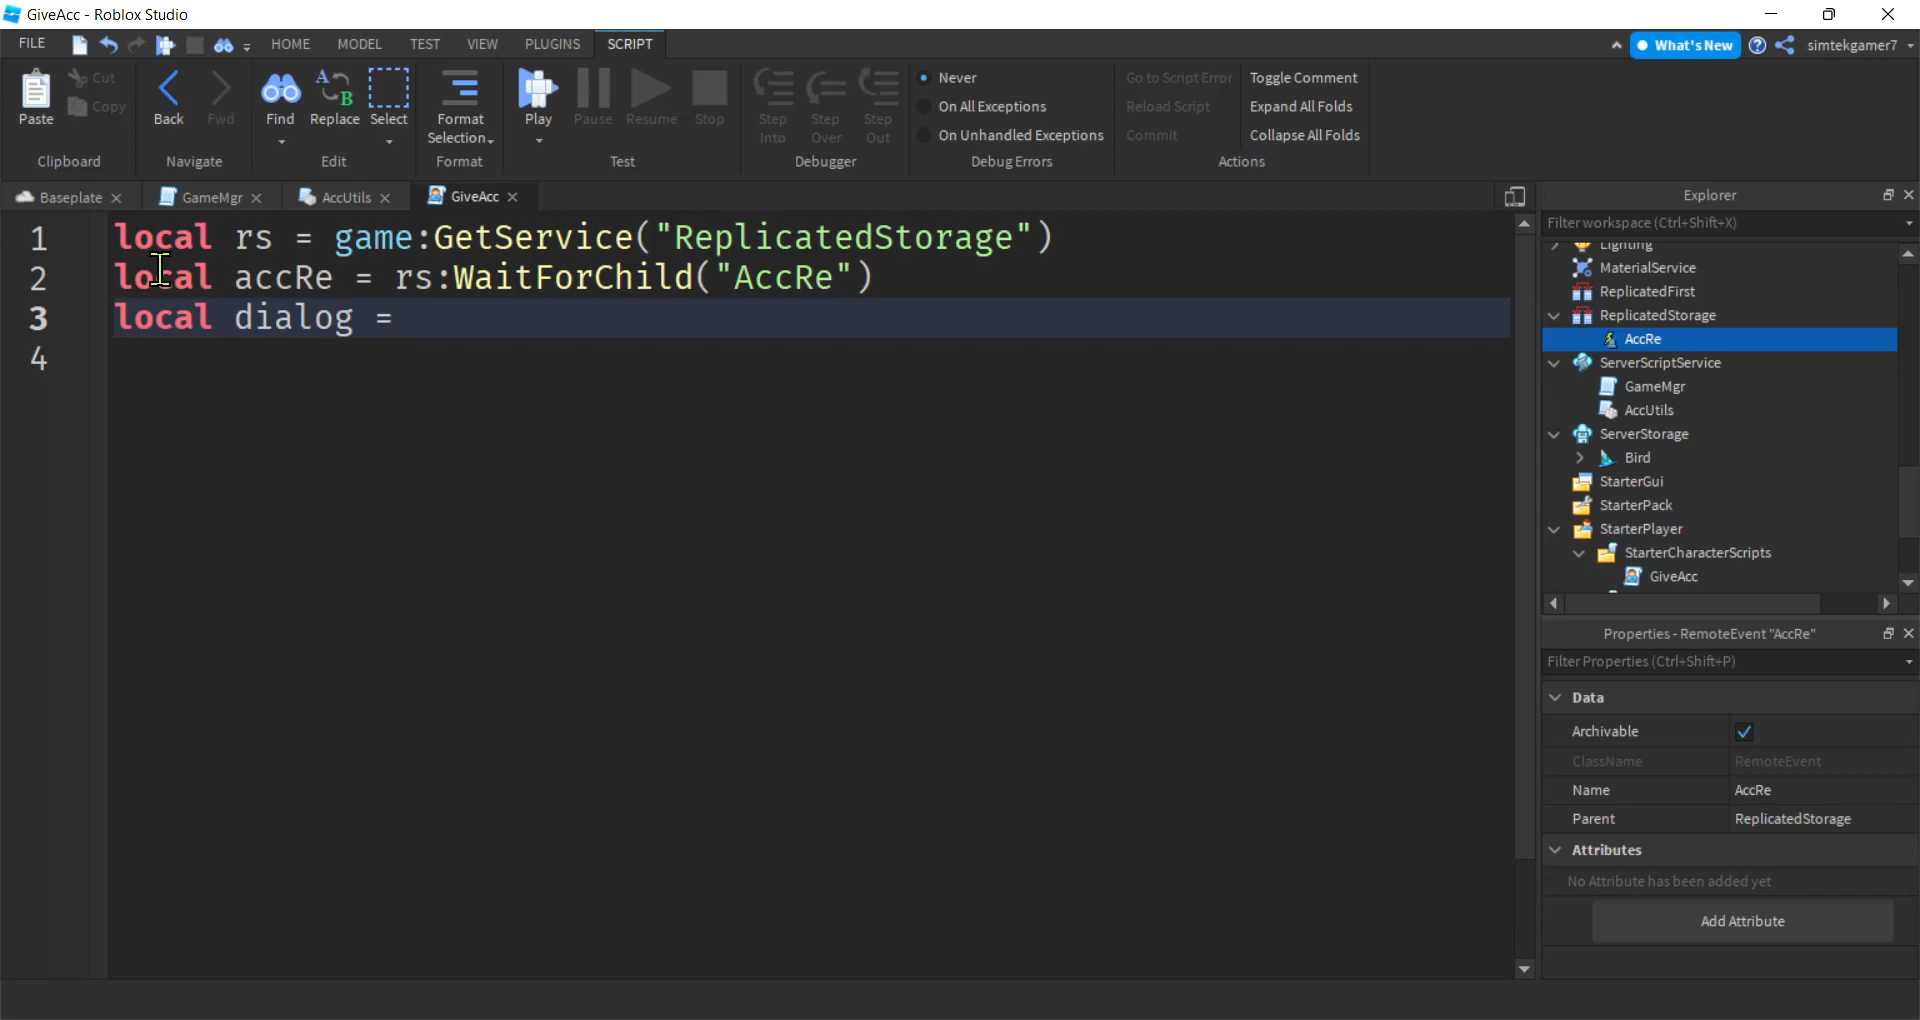 GiveAcc - Roblox Studio
FILE HOME MODEL TEST VIEW PLUGINS SCRIPT What's New simtekgamer7
Paste Cut Copy Clipboard
Back Fwd Navigate
Find Replace Select Edit
Format Selection Format
Play Pause Resume Stop Test
Step Into Step Over Step Out Debugger
Never
On All Exceptions
On Unhandled Exceptions
Debug Errors
Go to Script Error Toggle Comment
Reload Script Expand All Folds
Commit Collapse All Folds
Actions
Baseplate GameMgr AccUtils GiveAcc
1 local rs = game:GetService("ReplicatedStorage")
2 local accRe = rs:WaitForChild("AccRe")
3 local dialog =
4
Explorer
Filter workspace (Ctrl+Shift+X)
Lighting
MaterialService
ReplicatedFirst
ReplicatedStorage
AccRe
ServerScriptService
GameMgr
AccUtils
ServerStorage
Bird
StarterGui
StarterPack
StarterPlayer
StarterCharacterScripts
GiveAcc
Properties - RemoteEvent "AccRe"
Filter Properties (Ctrl+Shift+P)
Data
Archivable
ClassName RemoteEvent
Name AccRe
Parent ReplicatedStorage
Attributes
No Attribute has been added yet
Add Attribute